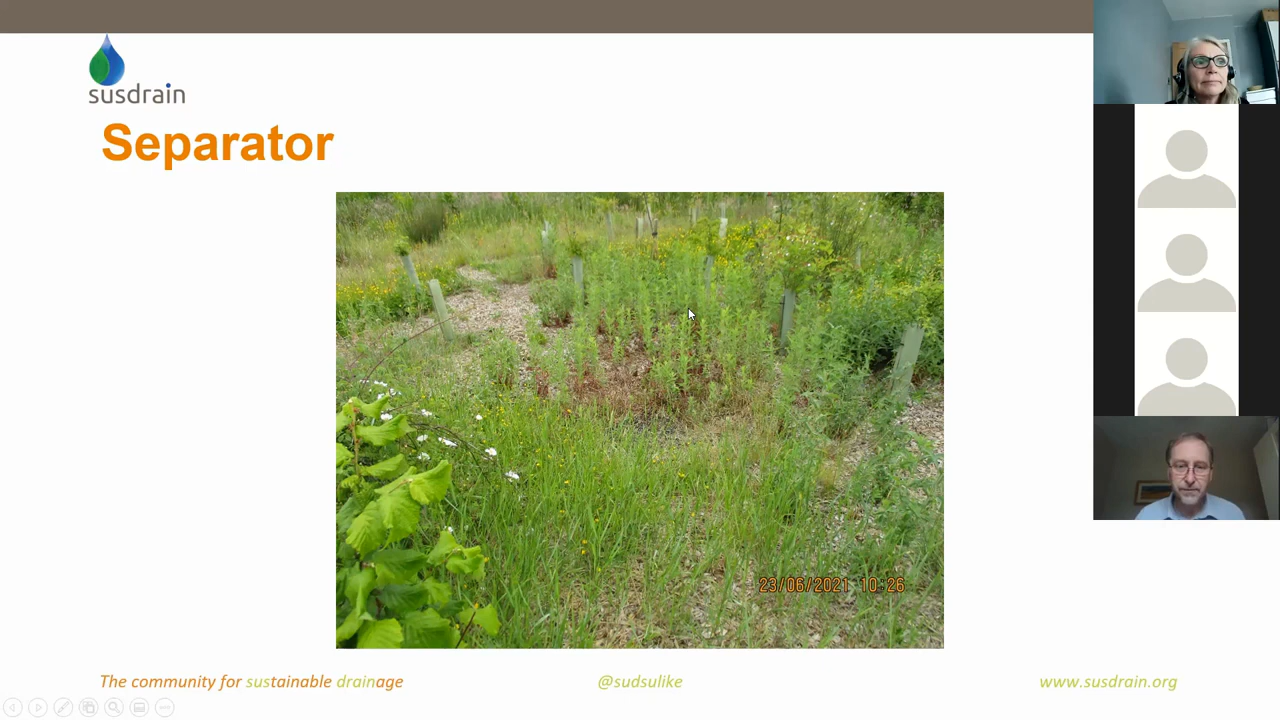 susdrain
Separator
23/06/2021 10:26
The community for sustainable drainage
@sudsulike
www.susdrain.org